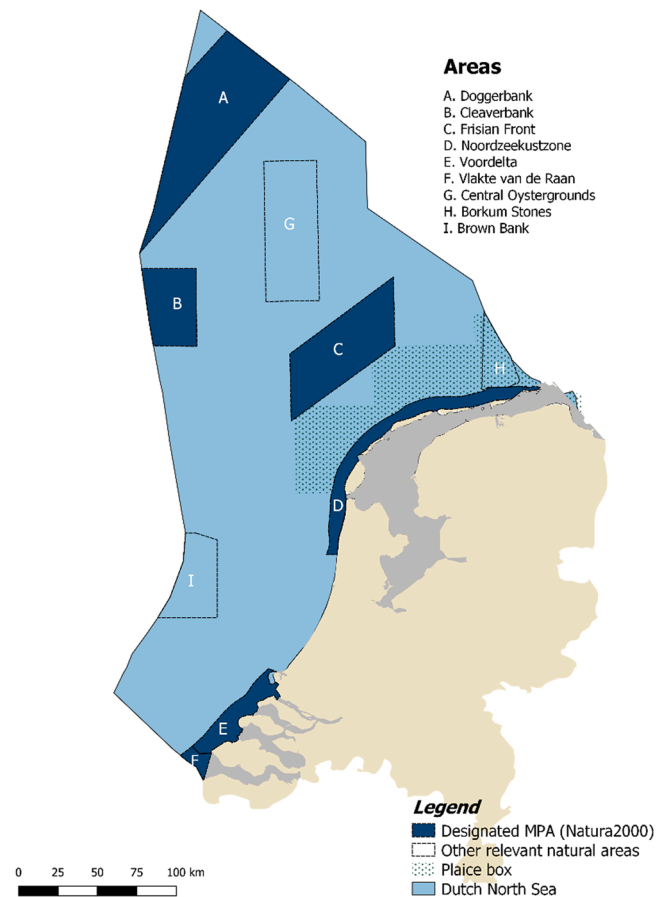 Areas
A. Doggerbank
B. Cleaverbank
C. Frisian Front
D. Noordzeekustzone
E. Voordelta
F. Vlakte van de Raan
G. Central Oystergrounds
H. Borkum Stones
I. Brown Bank
A
G
B
C
H
D
I
E
F
Legend
Designated MPA (Natura2000)
Other relevant natural areas
Plaice box
Dutch North Sea
0 25 50 75 100 km